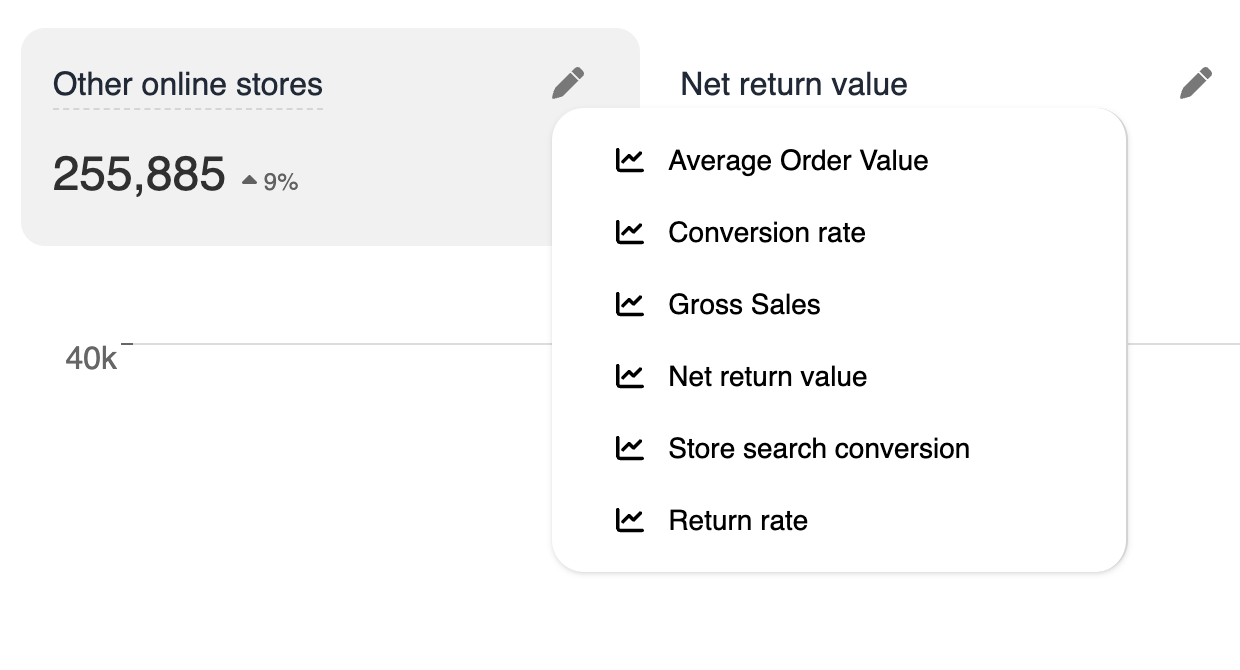 Other online stores
Net return value
255,885 9%
Average Order Value
Conversion rate
Gross Sales
Net return value
Store search conversion
Return rate
40k